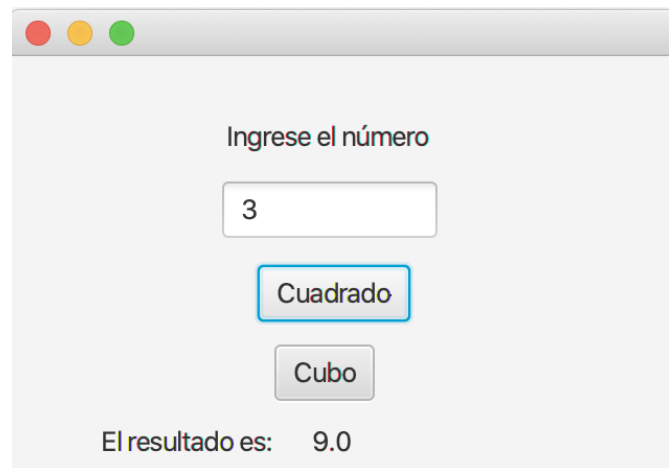 Ingrese el número
3
Cuadrado
Cubo
El resultado es: 9.0